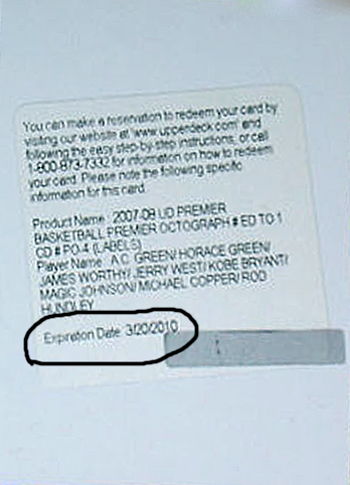 You can make a reservation to redeem your card by
visiting our website at 'www.upperdeck.com' and
following the easy step-by-step instructions, or call
1-800-873-7332 for information on how to redeem
your card. Please note the following specific
information for this card.
Product Name : 2007-08 UD PREMIER
BASKETBALL PREMIER OCTOGRAPH # ED TO 1
CD # PO-4 (LABELS)
Player Name : A.C. GREEN/ HORACE GREEN/
JAMES WORTHY/ JERRY WEST/ KOBE BRYANT/
MAGIC JOHNSON/ MICHAEL COPPER/ ROD
HUNDLEY
Expiration Date 3/20/2010